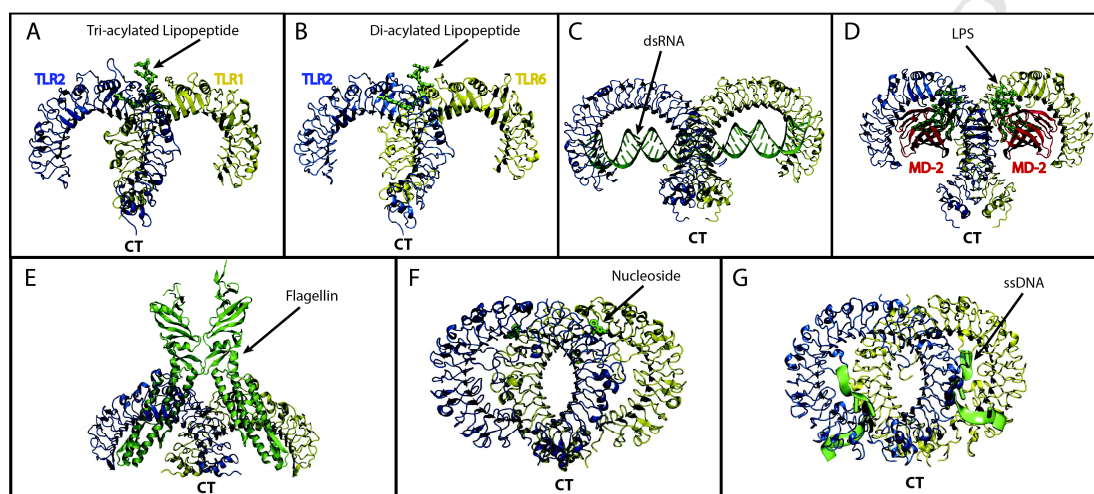 A
Tri-acylated Lipopeptide
TLR2
TLR1
CT
B
Di-acylated Lipopeptide
TLR2
TLR6
CT
C
dsRNA
CT
D
LPS
MD-2
MD-2
CT
E
Flagellin
CT
F
Nucleoside
CT
G
ssDNA
CT